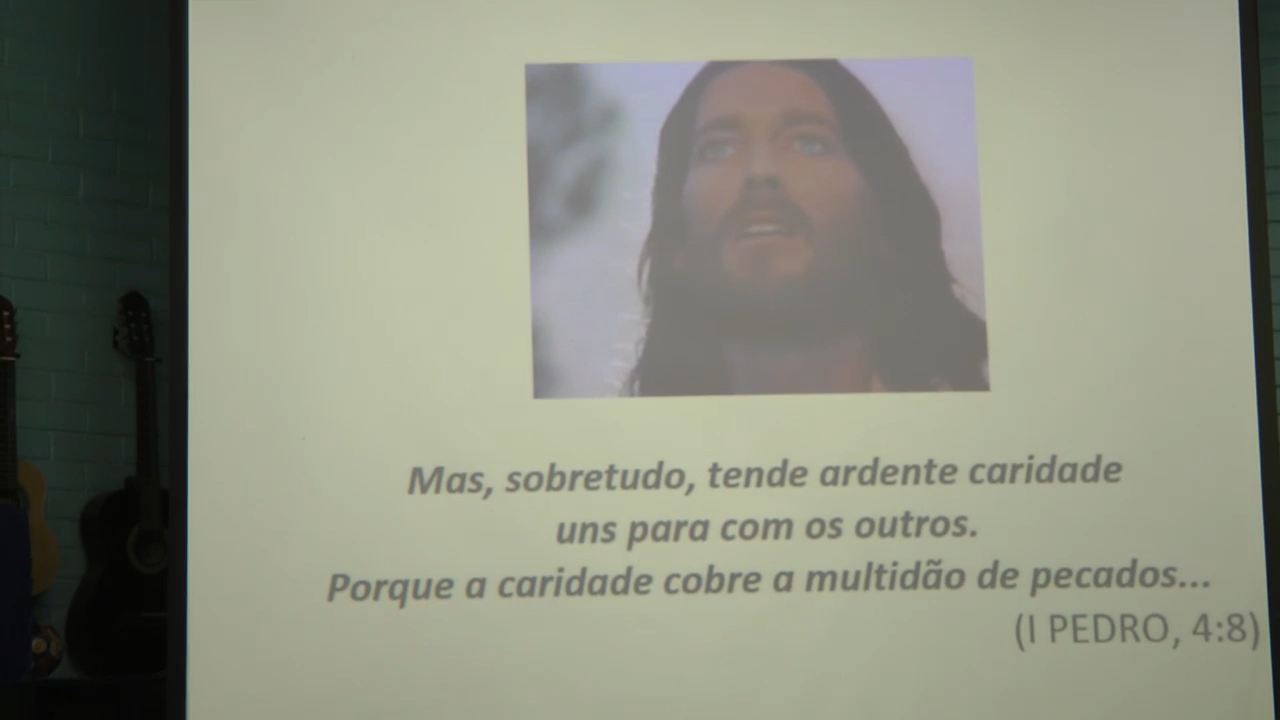 Mas, sobretudo, tende ardente caridade
uns para com os outros.
Porque a caridade cobre a multidão de pecados...
(I PEDRO, 4:8)